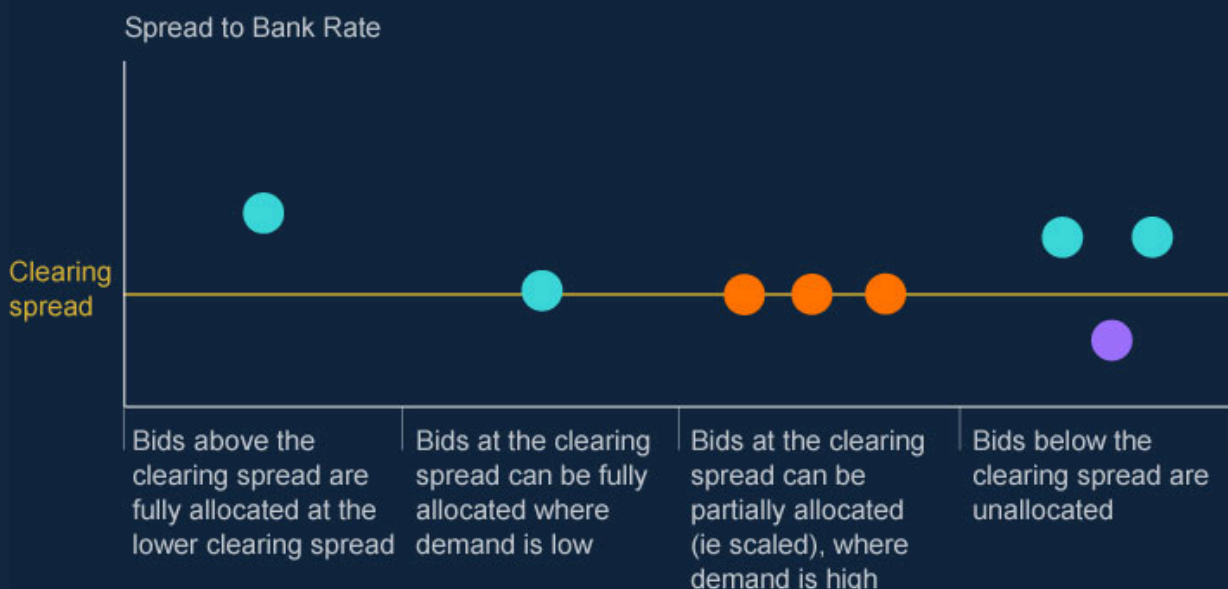 Spread to Bank Rate
Clearing
spread
Bids above the
clearing spread are
fully allocated at the
lower clearing spread
Bids at the clearing
spread can be fully
allocated where
demand is low
Bids at the clearing
spread can be
partially allocated
(ie scaled), where
demand is high
Bids below the
clearing spread are
unallocated